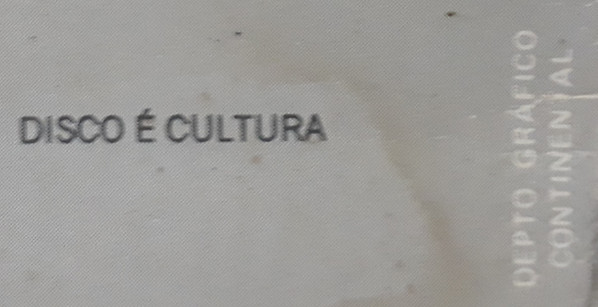 DISCO É CULTURA
DEPTO GRÁFICO
CONTINENTAL